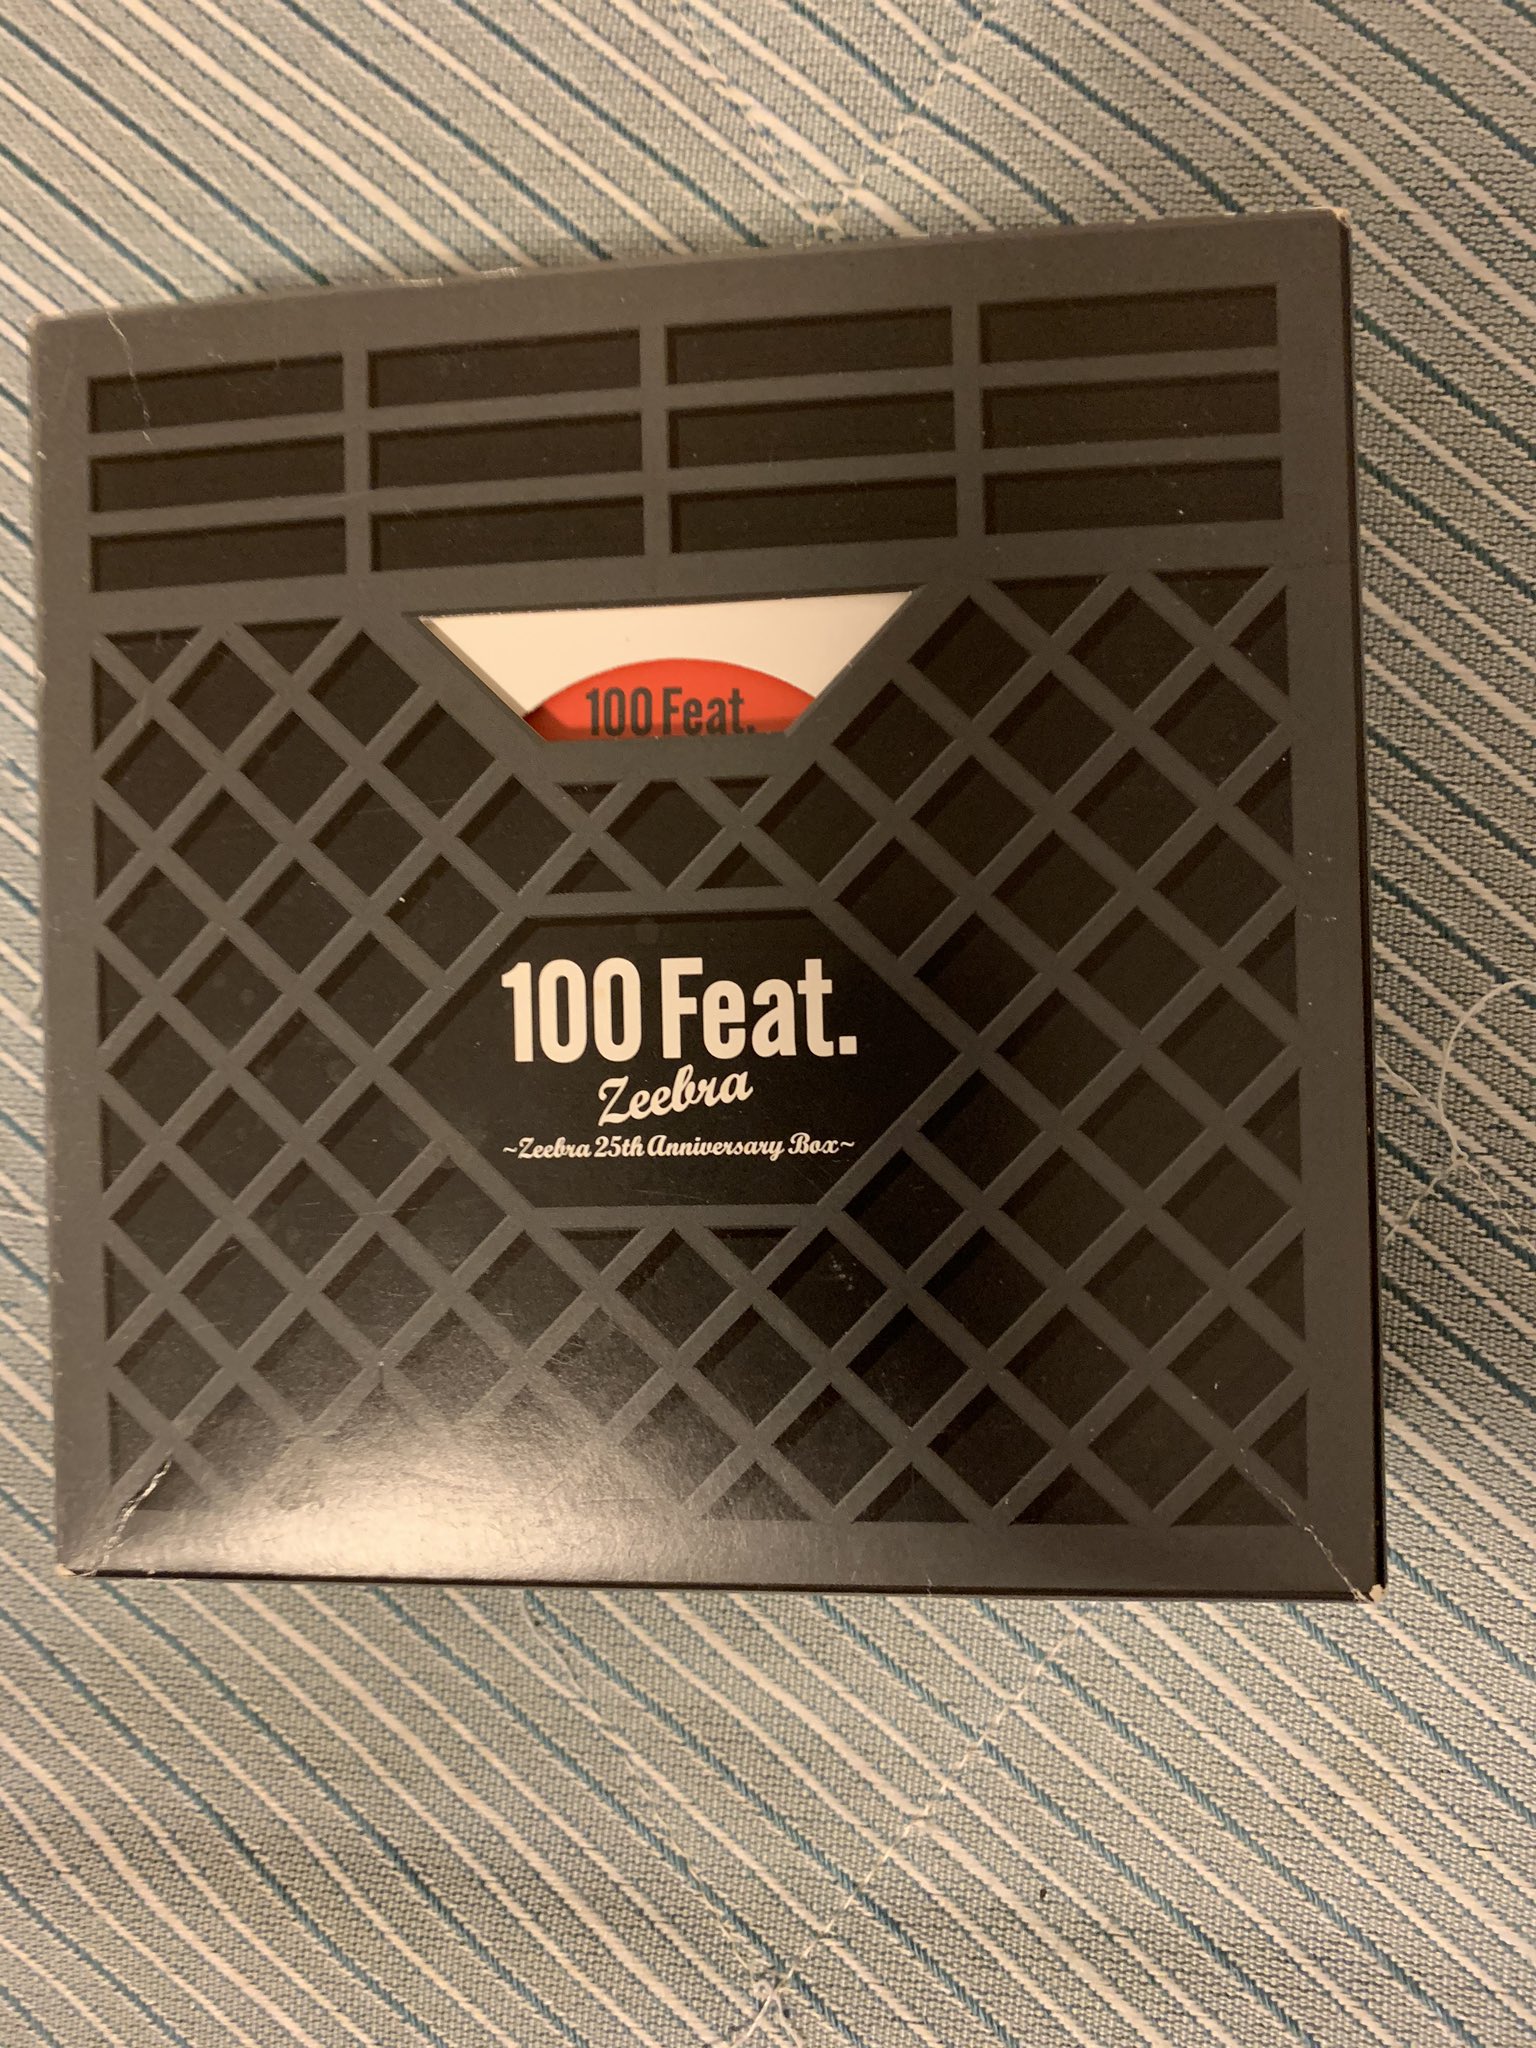 100 Feat.
100 Feat.
Zeebra
~Zeebra 25th Anniversary Box~